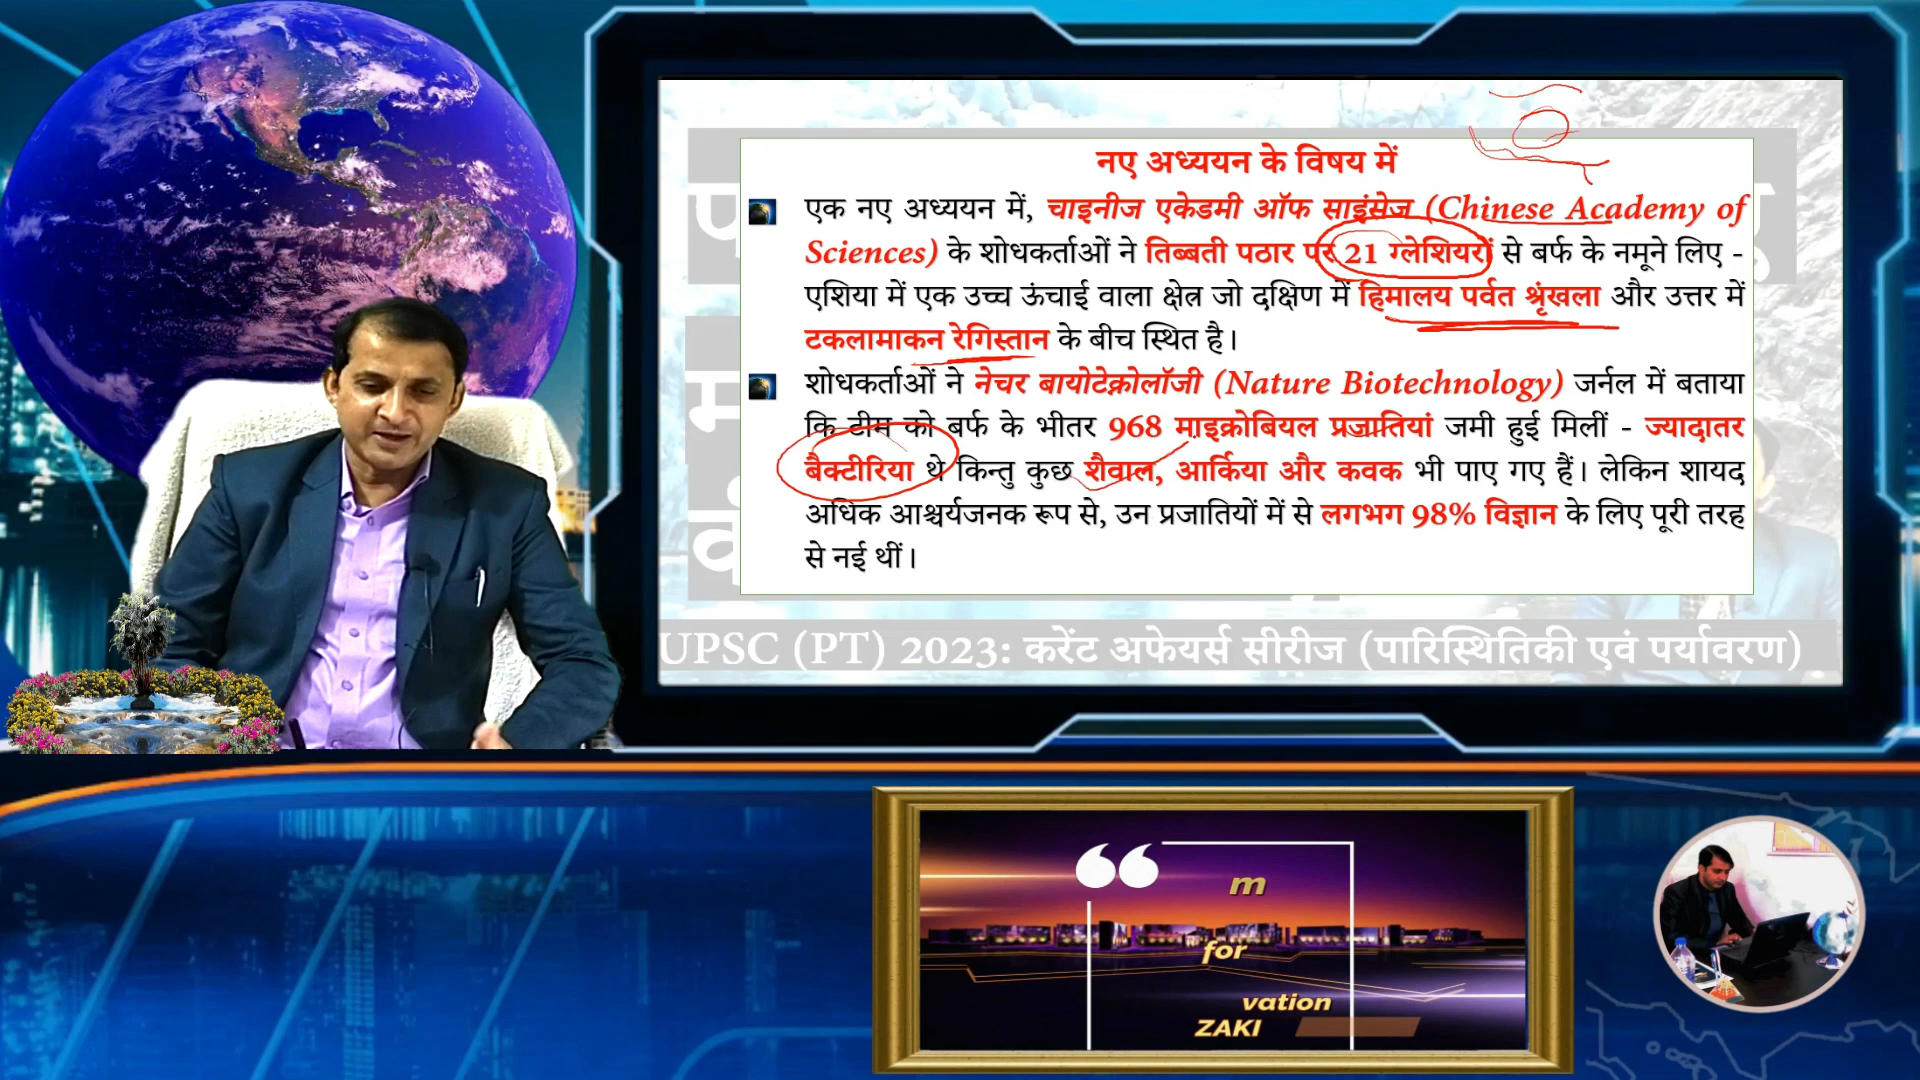 नए अध्ययन के विषय में
एक नए अध्ययन में, चाइनीज एकेडमी ऑफ साइंसेज (Chinese Academy of
Sciences) के शोधकर्ताओं ने तिब्बती पठार पर 21 ग्लेशियरों से बर्फ के नमूने लिए -
एशिया में एक उच्च ऊंचाई वाला क्षेत्र जो दक्षिण में हिमालय पर्वत श्रृंखला और उत्तर में
टकलामाकन रेगिस्तान के बीच स्थित है।
शोधकर्ताओं ने नेचर बायोटेक्नोलॉजी (Nature Biotechnology) जर्नल में बताया
कि टीम को बर्फ के भीतर 968 माइक्रोबियल प्रजातियां जमी हुई मिलीं - ज्यादातर
बैक्टीरिया थे किन्तु कुछ शैवाल, आर्किया और कवक भी पाए गए हैं। लेकिन शायद
अधिक आश्चर्यजनक रूप से, उन प्रजातियों में से लगभग 98% विज्ञान के लिए पूरी तरह
से नई थीं।
UPSC (PT) 2023: करेंट अफेयर्स सीरीज (पारिस्थितिकी एवं पर्यावरण)
m
for
vation
ZAKI